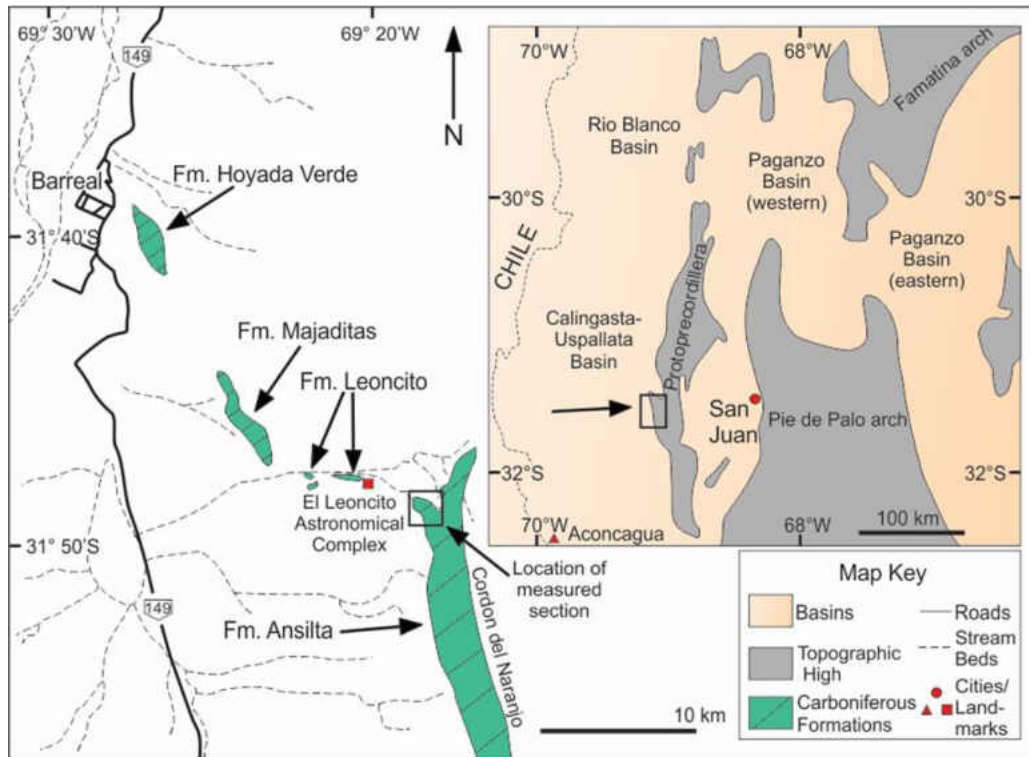 69° 30'W
69° 20'W
149
N
Barreal
Fm. Hoyada Verde
31° 40'S
Fm. Majaditas
Fm. Leoncito
El Leoncito
Astronomical
Complex
31° 50'S
Location of
measured
section
149
Fm. Ansilta
Cordon del Naranjo
10 km
70°W
68°W
Famatina arch
Rio Blanco
Basin
Paganzo
Basin
(western)
30°S
30°S
Paganzo
Basin
(eastern)
CHILE
Protoprecordillera
Calingasta-
Uspallata
Basin
San
Juan
Pie de Palo arch
32°S
32°S
70°W
68°W
Aconcagua
100 km
Map Key
Basins
Roads
Topographic
High
Stream
Beds
Carboniferous
Formations
Cities/
Land-
marks